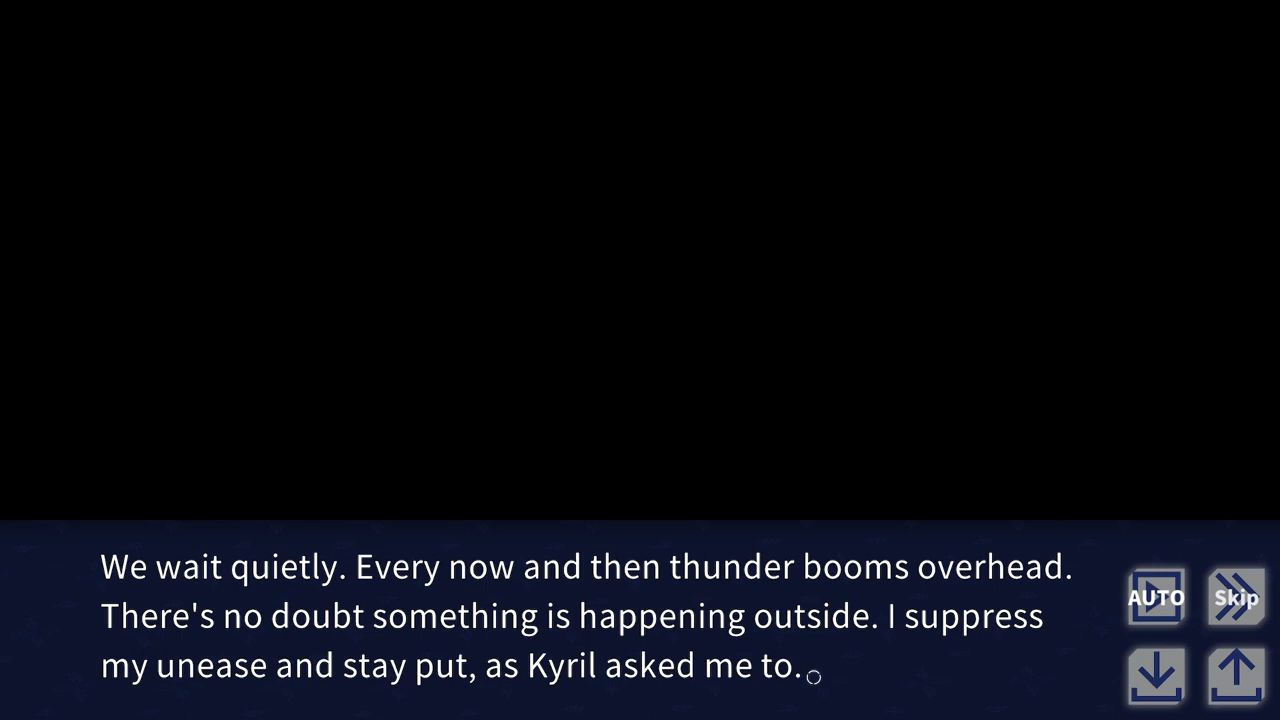 We wait quietly. Every now and then thunder booms overhead.
There's no doubt something is happening outside. I suppress
my unease and stay put, as Kyril asked me to.
AUTO
Skip